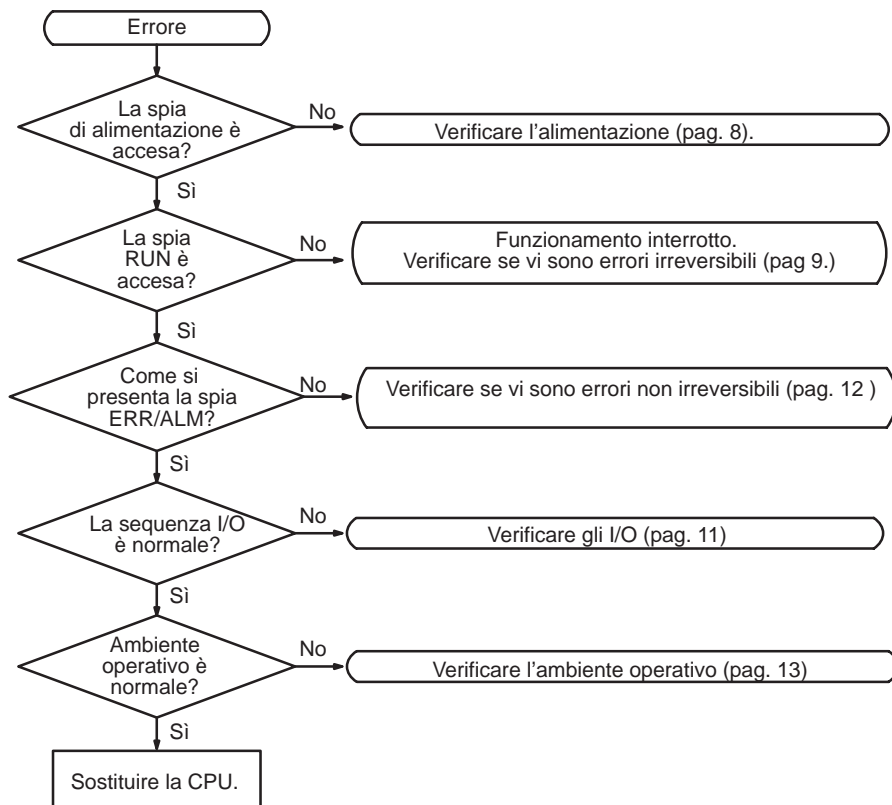 Errore
La spia
di alimentazione è
accesa?
No
Verificare l'alimentazione (pag. 8).
Sì
La spia
RUN è
accesa?
No
Funzionamento interrotto.
Verificare se vi sono errori irreversibili (pag 9.)
Sì
Come si
presenta la spia
ERR/ALM?
No
Verificare se vi sono errori non irreversibili (pag. 12 )
Sì
La sequenza I/O
è normale?
No
Verificare gli I/O (pag. 11)
Sì
Ambiente
operativo è
normale?
No
Verificare l'ambiente operativo (pag. 13)
Sì
Sostituire la CPU.